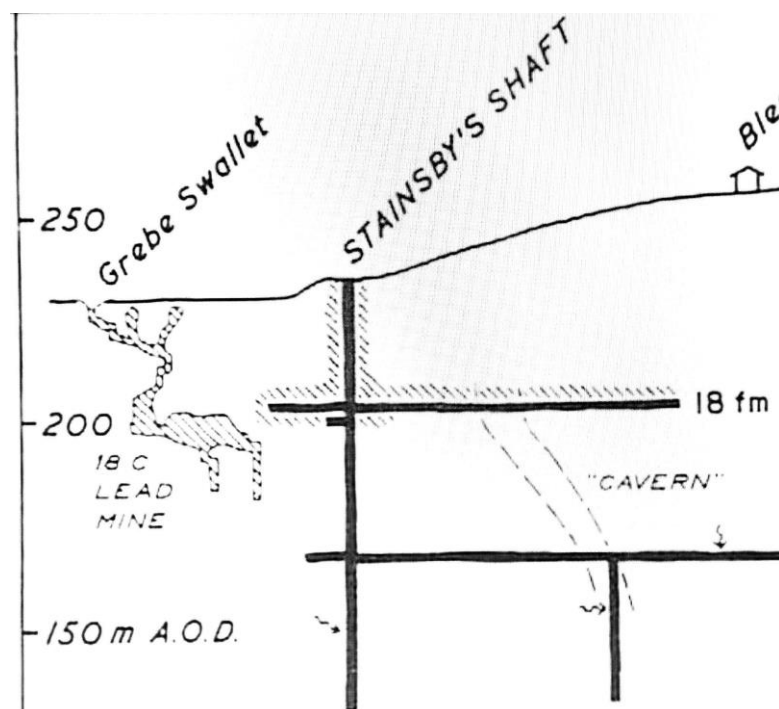 Grebe Swallet
STAINSBY'S SHAFT
250
200
18 fm
18 C
LEAD
MINE
"CAVERN"
150 m A.O.D.